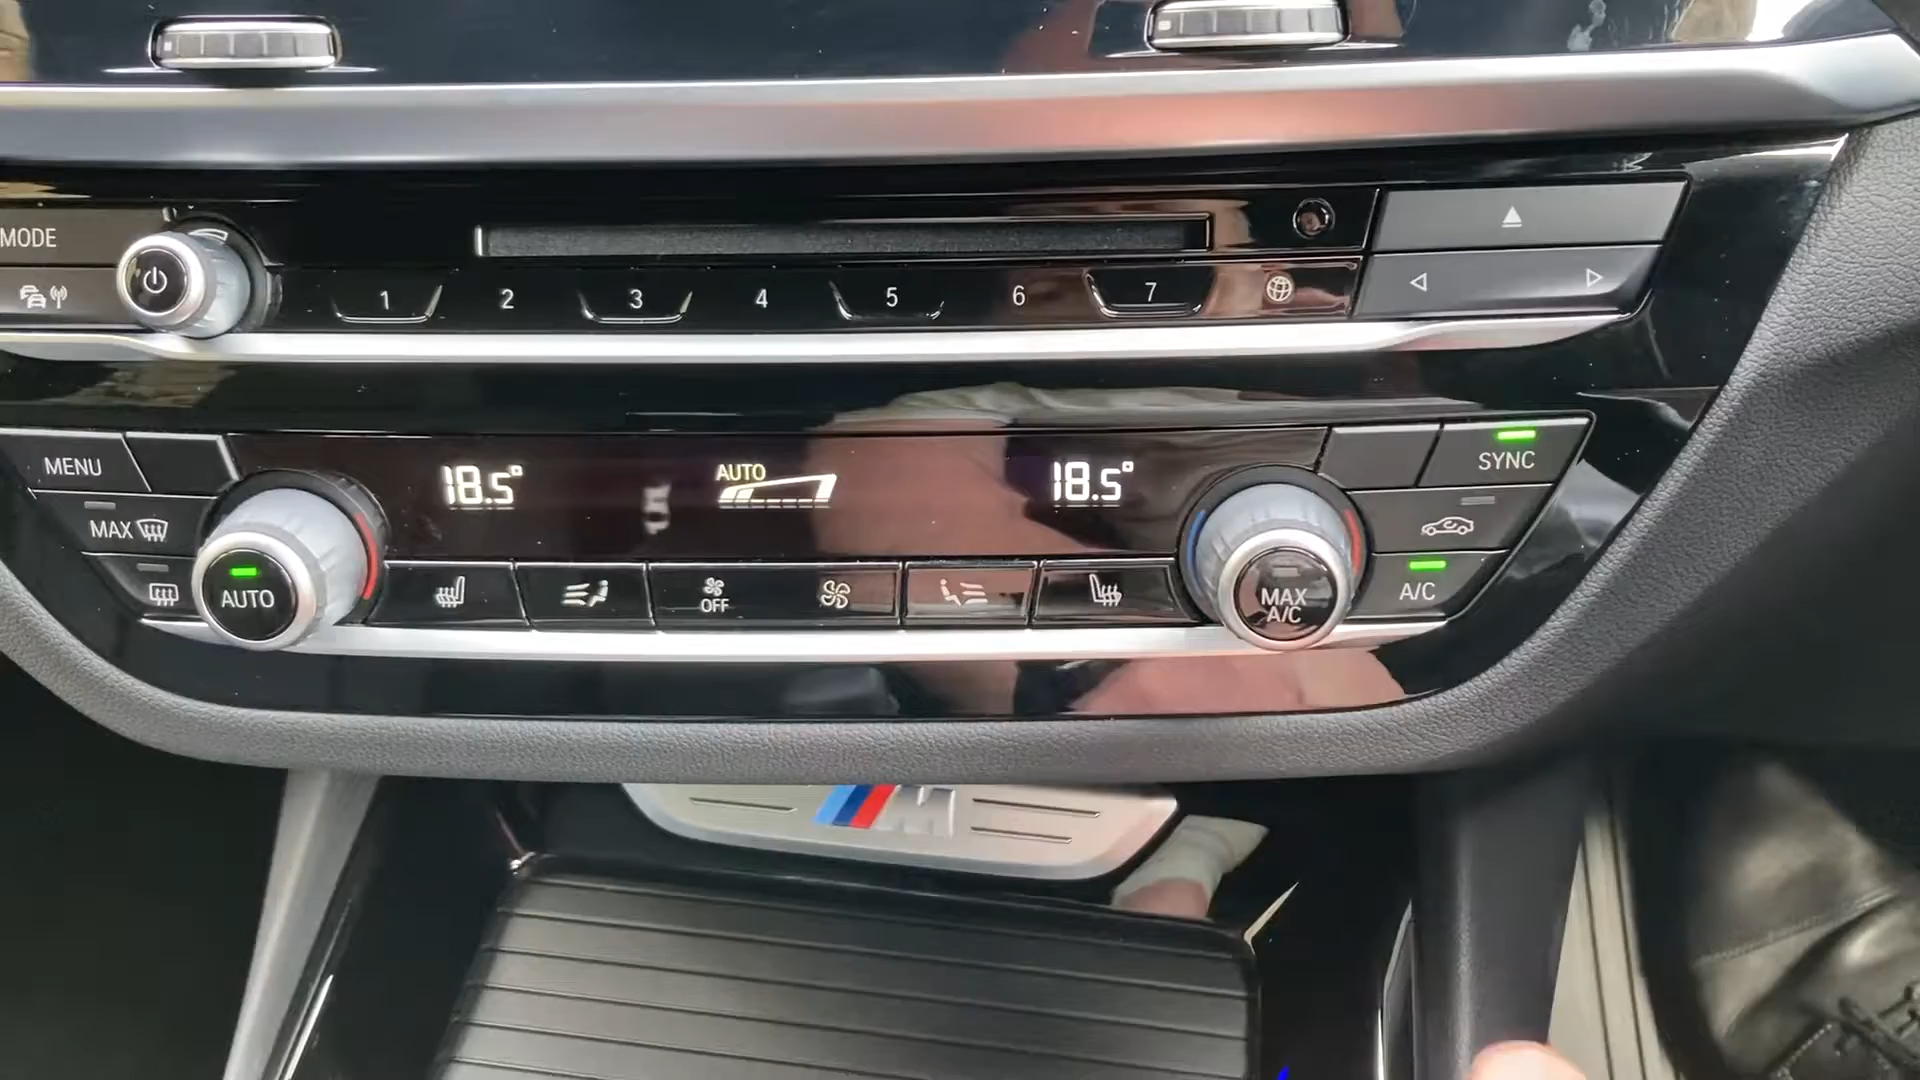 MODE
1 2 3 4 5 6 7
MENU
18.5°
AUTO
18.5°
SYNC
MAX
AUTO
OFF
MAX
A/C
A/C
M